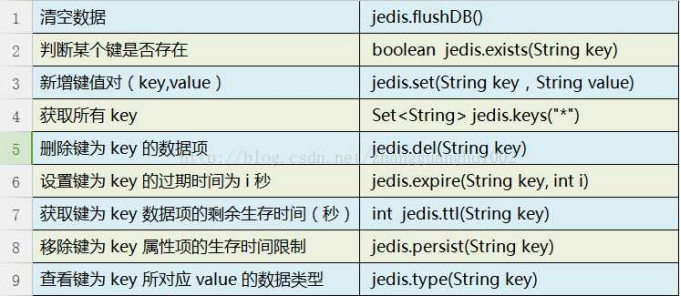 1 清空数据 jedis.flushDB()
2 判断某个键是否存在 boolean jedis.exists(String key)
3 新增键值对（key,value） jedis.set(String key，String value)
4 获取所有 key Set<String> jedis.keys("*")
5 删除键为 key 的数据项 jedis.del(String key)
http://blog.csdn.net/
6 设置键为 key 的过期时间为 i 秒 jedis.expire(String key, int i)
7 获取键为 key 数据项的剩余生存时间（秒） int jedis.ttl(String key)
8 移除键为 key 属性项的生存时间限制 jedis.persist(String key)
9 查看键为 key 所对应 value 的数据类型 jedis.type(String key)